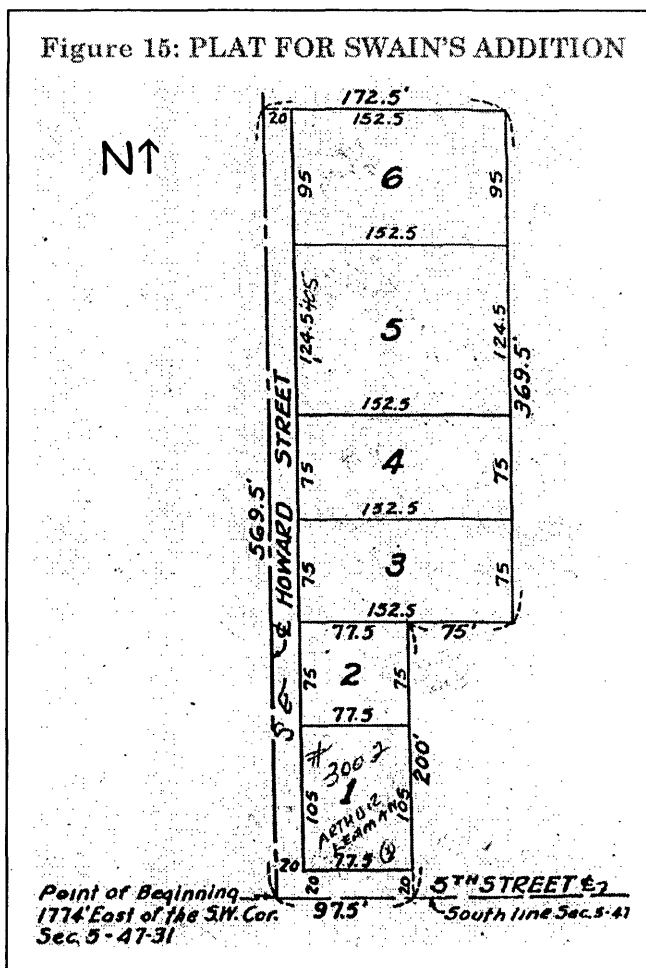 Figure 15: PLAT FOR SWAIN'S ADDITION
172.5'
20 152.5
N↑
95 6 95
152.5
124.5 5 124.5
369.5'
152.5
75 4 75
152.5
569.5'
℄ HOWARD STREET
75 3 75
152.5
77.5 75'
75 2 75
77.5
200'
#3002
105 1 105
ARTHUR
20 77.5
20 20 5TH STREET ℄
Point of Beginning 97.5' South line Sec. 5-47
1774' East of the S.W. Cor.
Sec. 5-47-31